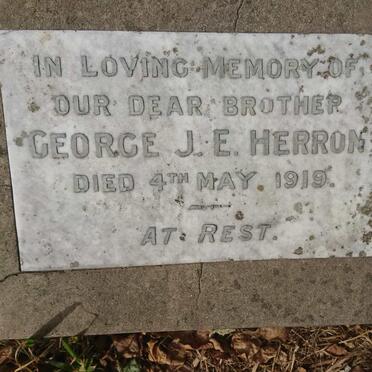 IN LOVING MEMORY OF
OUR DEAR BROTHER
GEORGE J. E. HERRON
DIED 4TH MAY 1919.
AT REST.